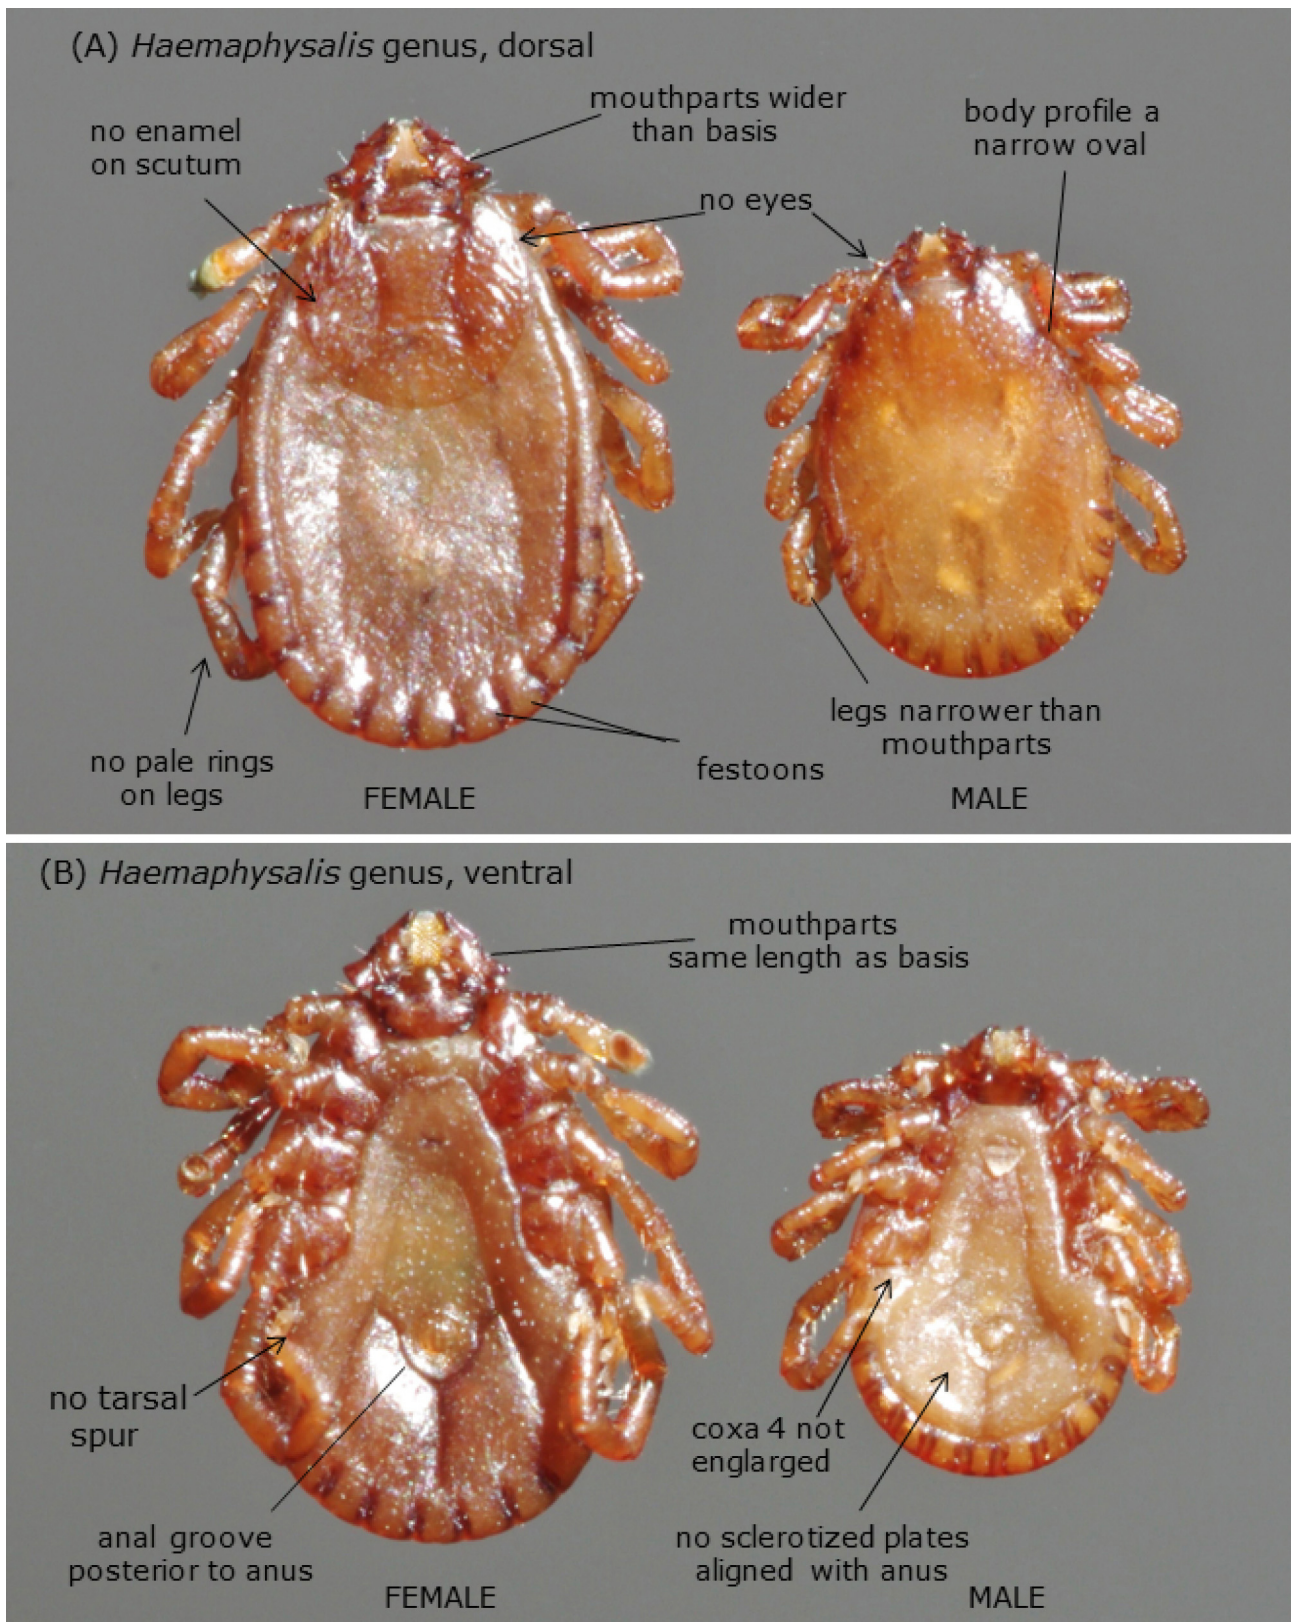 (A) Haemaphysalis genus, dorsal
no enamel
on scutum
mouthparts wider
than basis
body profile a
narrow oval
no eyes
legs narrower than
mouthparts
no pale rings
on legs
festoons
FEMALE
MALE
(B) Haemaphysalis genus, ventral
mouthparts
same length as basis
no tarsal
spur
coxa 4 not
englarged
anal groove
posterior to anus
no sclerotized plates
aligned with anus
FEMALE
MALE